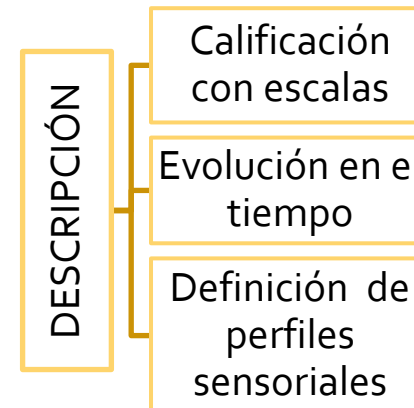 DESCRIPCIÓN
Calificación
con escalas
Evolución en e
tiempo
Definición de
perfiles
sensoriales